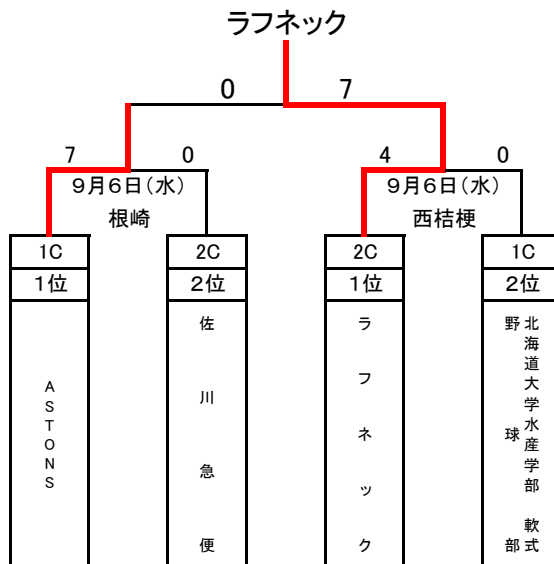 ラフネック
0 7
7 0 4 0
9月6日(水) 9月6日(水)
根崎 西桔梗
1C 2C 2C 1C
1位 2位 1位 2位
ASTONS
佐川急便
ラフネック
北海道大学水産学部 軟式
野球部